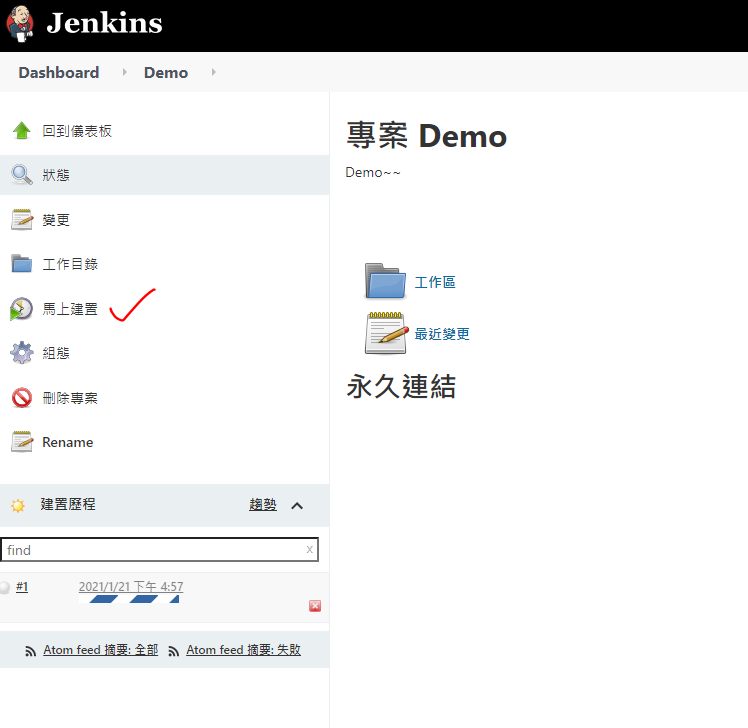 Jenkins
Dashboard
Demo
回到儀表板
狀態
變更
工作目錄
馬上建置
組態
刪除專案
Rename
建置歷程
趨勢
find
x
#1
2021/1/21 下午 4:57
Atom feed 摘要: 全部
Atom feed 摘要: 失敗
專案 Demo
Demo~~
工作區
最近變更
永久連結